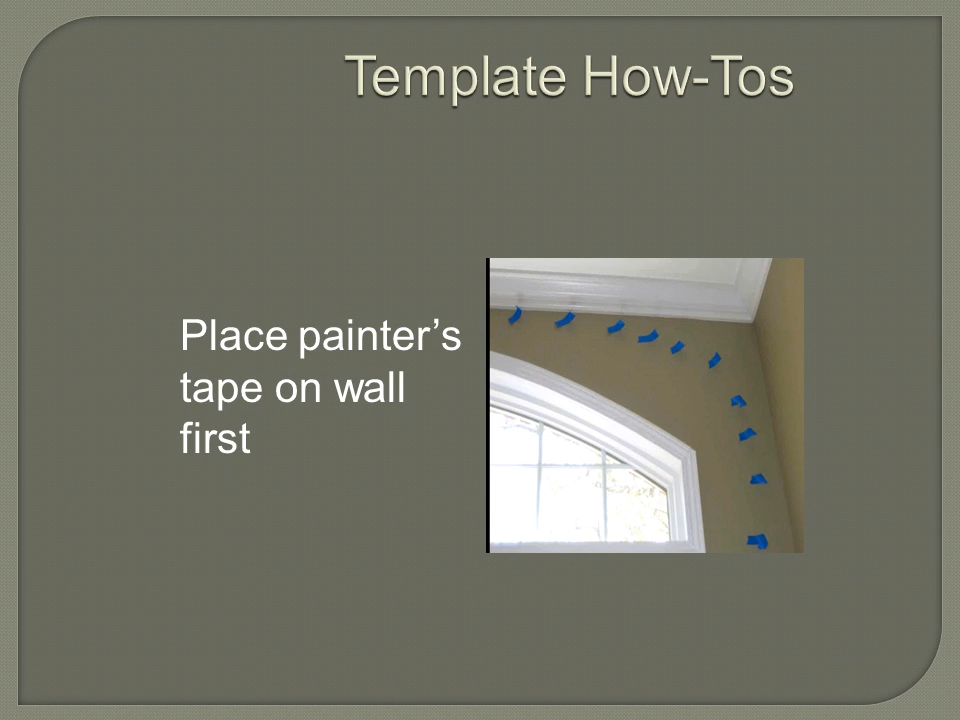 Template How-Tos
Place painter’s
tape on wall
first